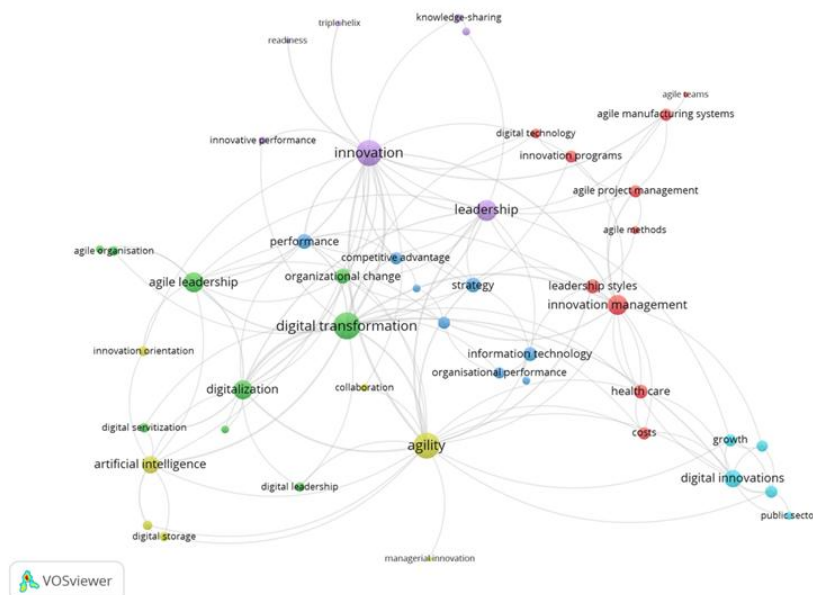 triple helix
knowledge-sharing
readiness
agile teams
agile manufacturing systems
digital technology
innovative performance
innovation
innovation programs
agile project management
leadership
agile methods
performance
agile organisation
competitive advantage
organizational change
agile leadership
strategy
leadership styles
innovation management
digital transformation
innovation orientation
information technology
organisational performance
digitalization
collaboration
health care
digital servitization
costs
growth
agility
artificial intelligence
digital innovations
digital leadership
public secto
digital storage
managerial innovation
VOSviewer